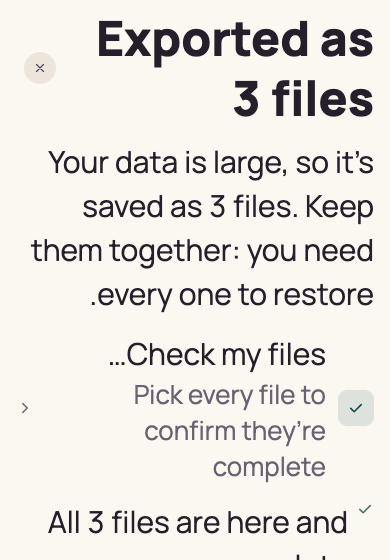 Exported as
3 files
Your data is large, so it's
saved as 3 files. Keep
them together: you need
.every one to restore
...Check my files
Pick every file to
confirm they're
complete
All 3 files are here and